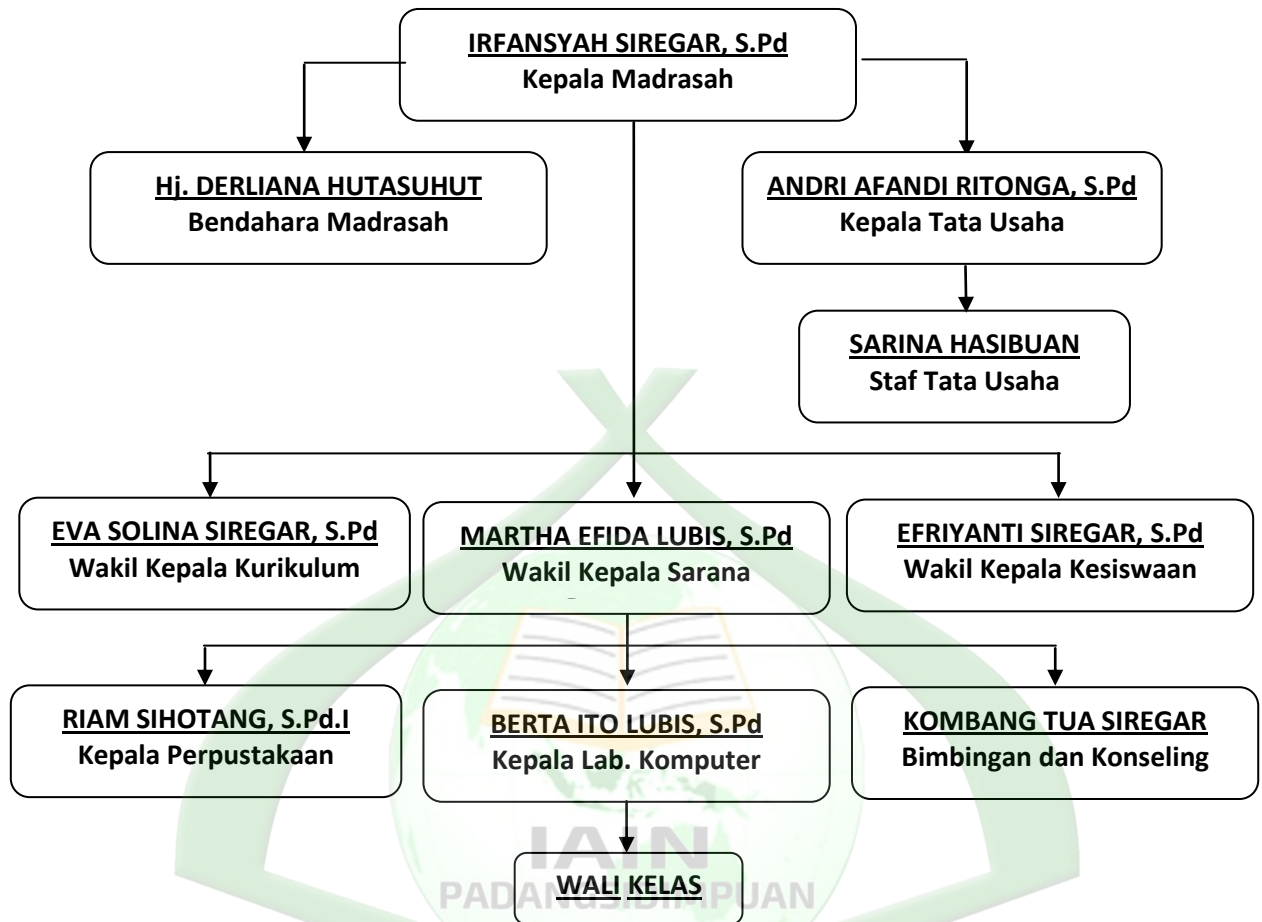 IRFANSYAH SIREGAR, S.Pd
Kepala Madrasah
Hj. DERLIANA HUTASUHUT
Bendahara Madrasah
ANDRI AFANDI RITONGA, S.Pd
Kepala Tata Usaha
SARINA HASIBUAN
Staf Tata Usaha
EVA SOLINA SIREGAR, S.Pd
Wakil Kepala Kurikulum
MARTHA EFIDA LUBIS, S.Pd
Wakil Kepala Sarana
EFRIYANTI SIREGAR, S.Pd
Wakil Kepala Kesiswaan
RIAM SIHOTANG, S.Pd.I
Kepala Perpustakaan
BERTA ITO LUBIS, S.Pd
Kepala Lab. Komputer
KOMBANG TUA SIREGAR
Bimbingan dan Konseling
IAIN
WALI KELAS
PADANGSIDIMPUAN